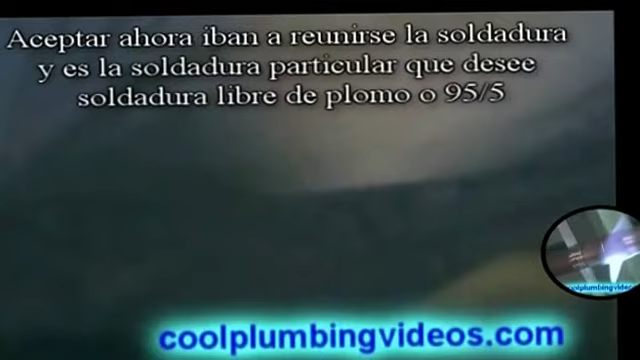 Aceptar ahora iban a reunirse la soldadura
y es la soldadura particular que desee
soldadura libre de plomo o 95/5
coolplumbingvideos.com
coolplumbingvideo